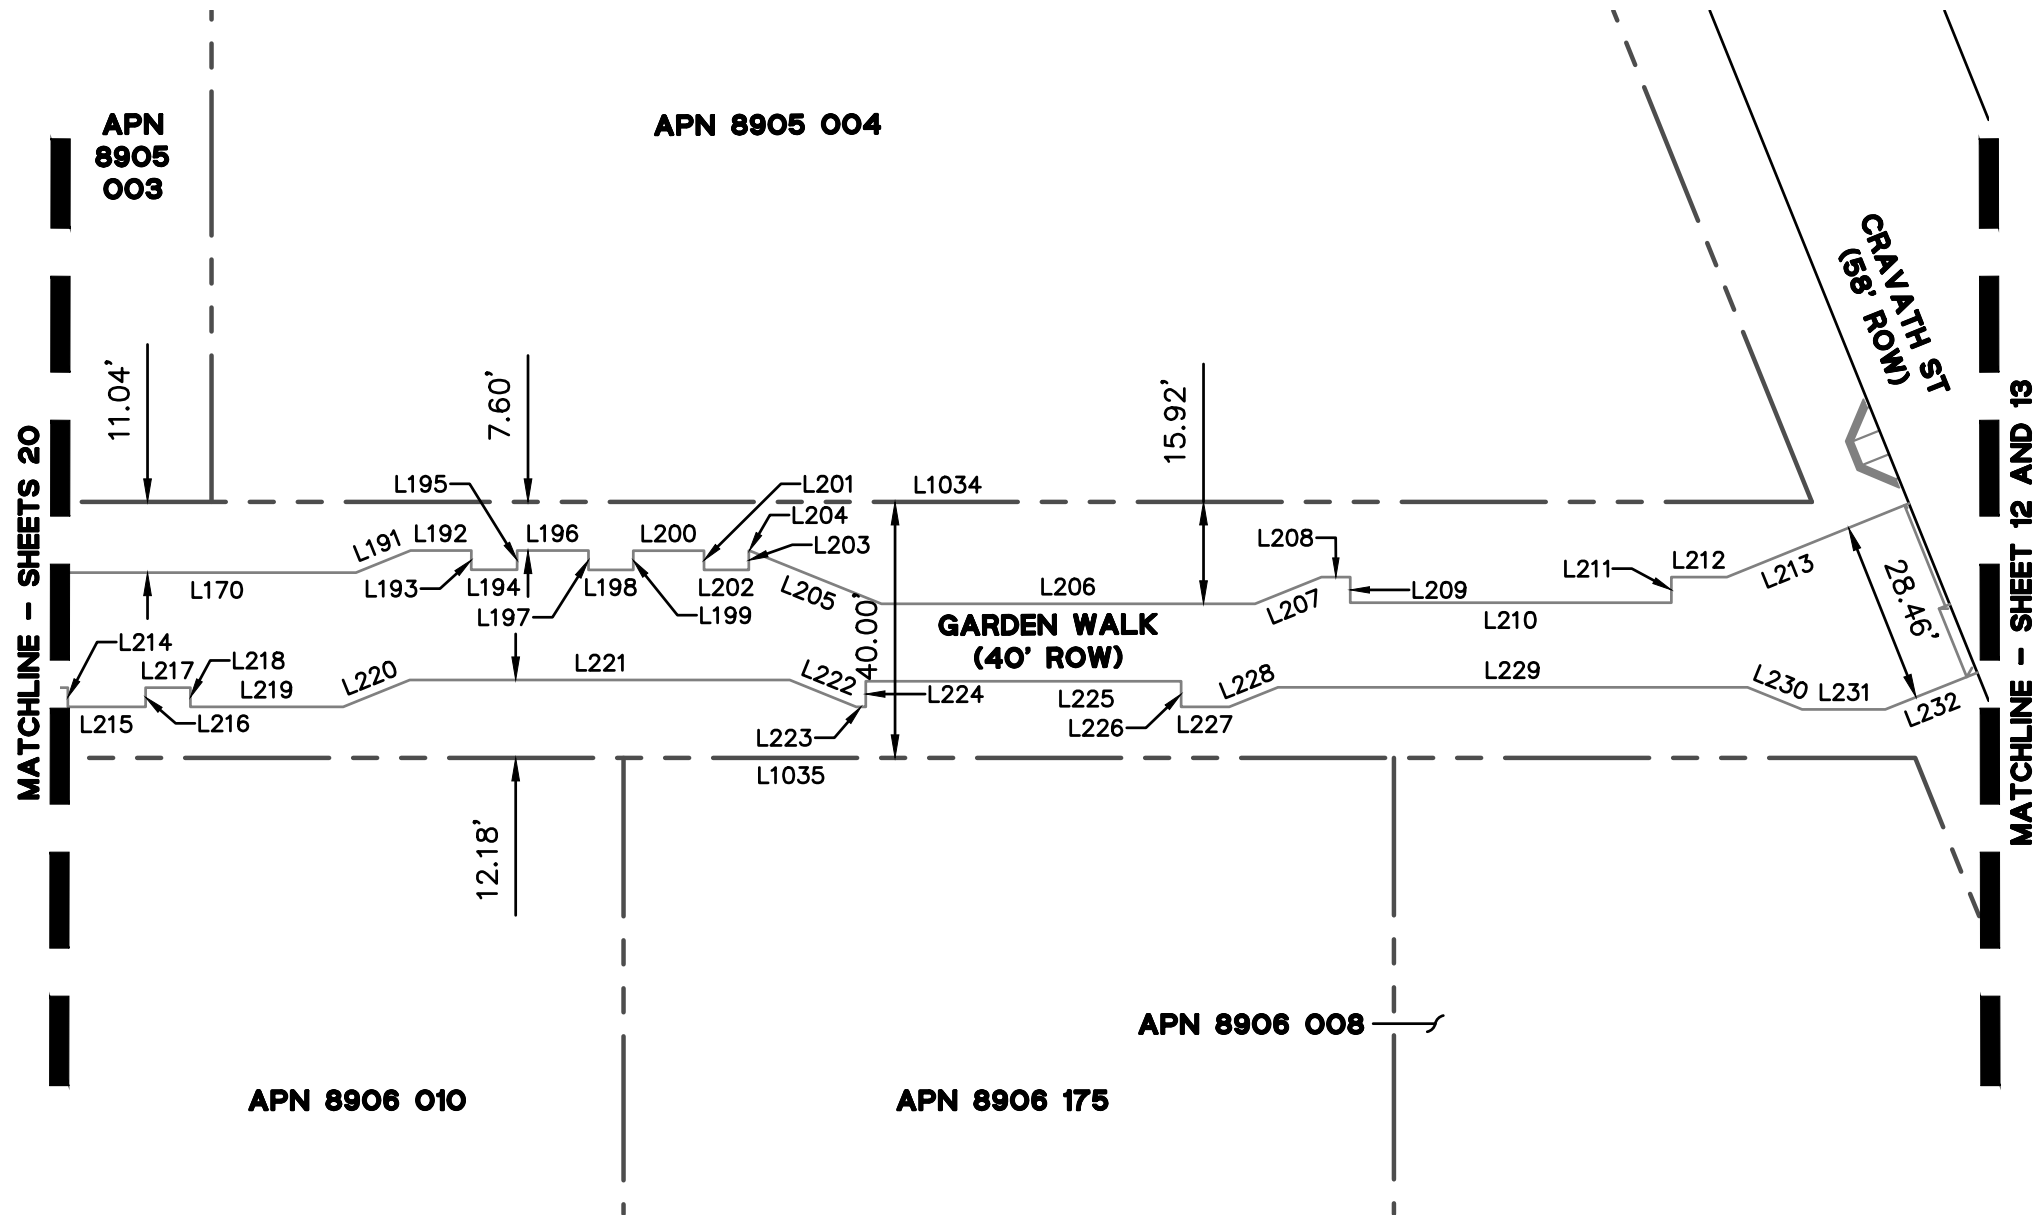 APN
8905
003
APN 8905 004
CRAVATH ST
(58' ROW)
11.04'
7.60'
15.92'
MATCHLINE - SHEETS 20
MATCHLINE - SHEET 12 AND 13
L195
L201
L1034
L204
L191
L192
L196
L200
L203
L208
L193
L194
L197
L198
L199
L202
L205
L206
L207
L209
L210
L211
L212
L213
L170
28.46'
40.00'
GARDEN WALK
(40' ROW)
L214
L217
L218
L219
L220
L221
L222
L224
L225
L228
L229
L230
L231
L232
L215
L216
L223
L226
L227
L1035
12.18'
APN 8906 008
APN 8906 010
APN 8906 175